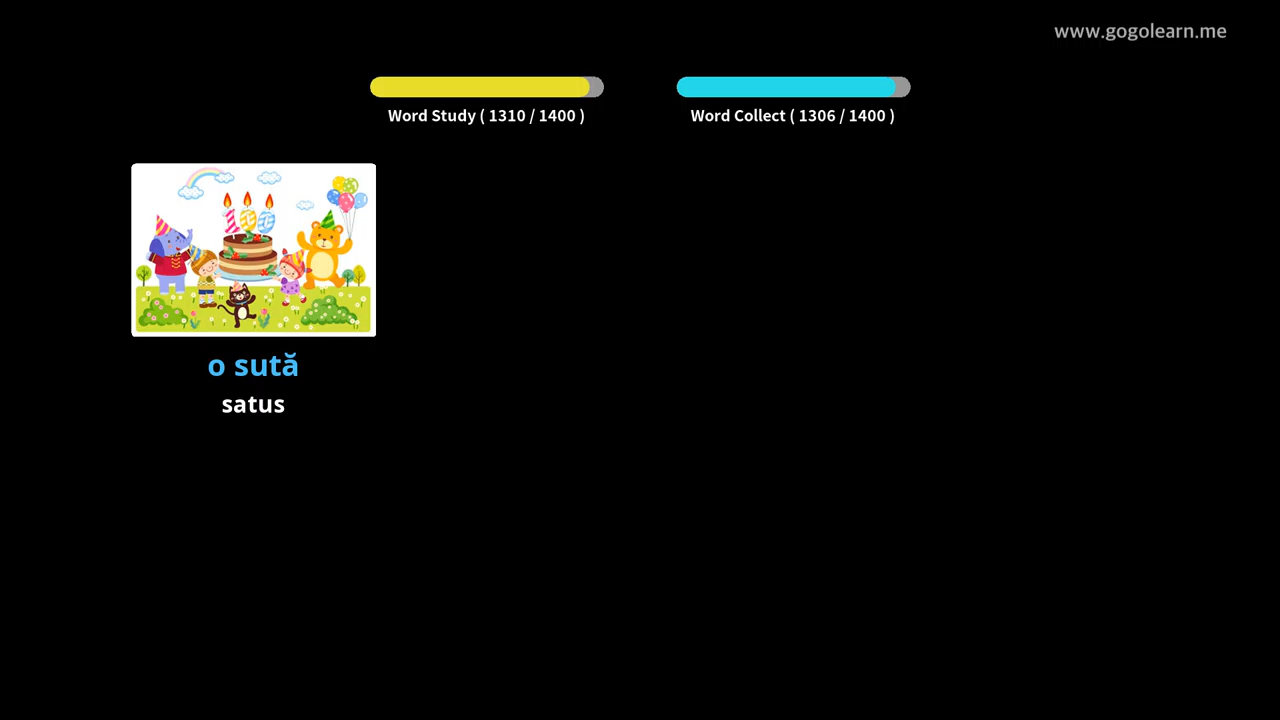 www.gogolearn.me
Word Study ( 1310 / 1400 )
Word Collect ( 1306 / 1400 )
100
o sută
satus